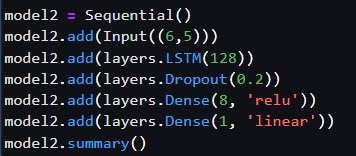 model2 = Sequential()
model2.add(Input((6,5)))
model2.add(layers.LSTM(128))
model2.add(layers.Dropout(0.2))
model2.add(layers.Dense(8, 'relu'))
model2.add(layers.Dense(1, 'linear'))
model2.summary()